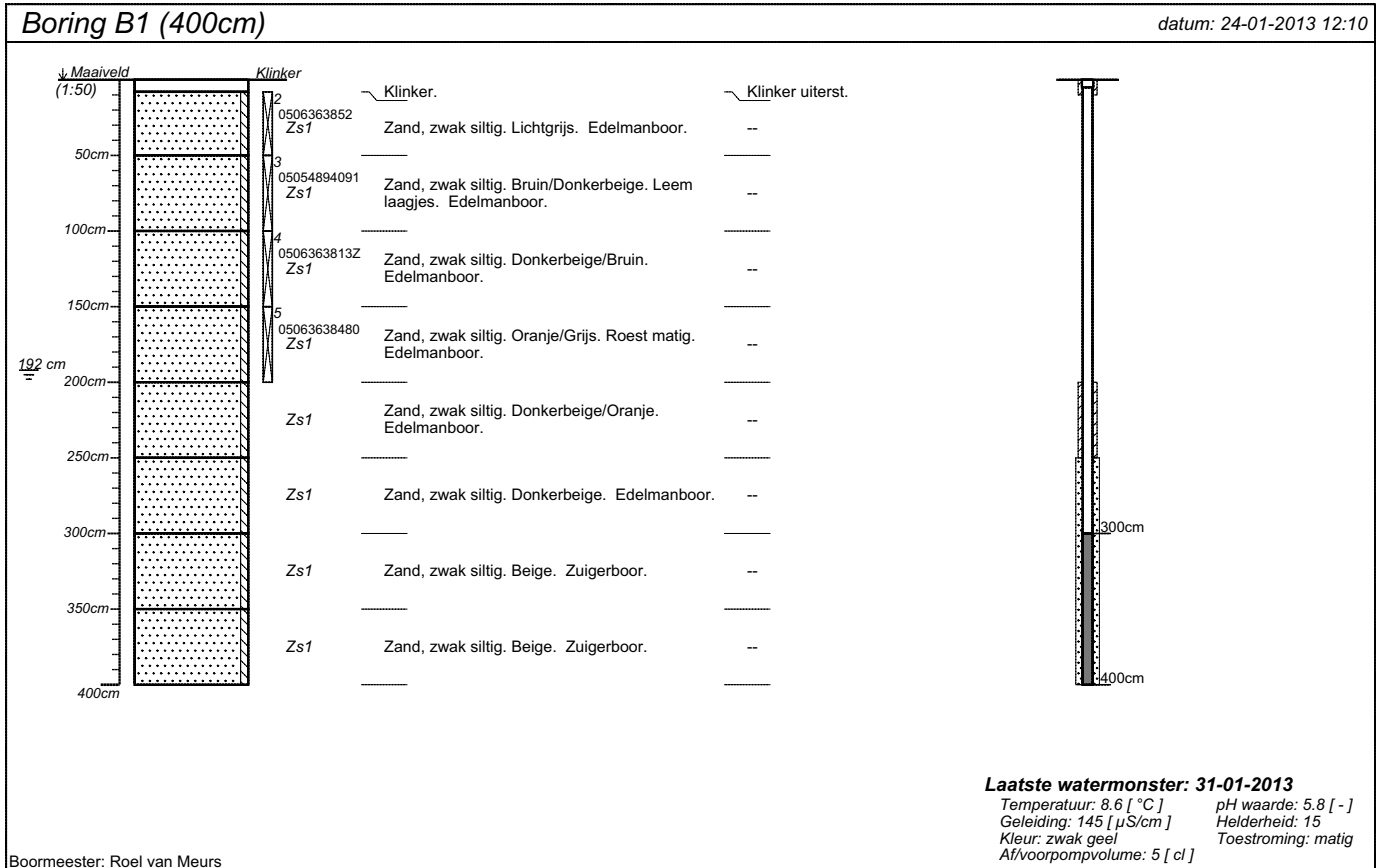 Boring B1 (400cm)
datum: 24-01-2013 12:10
Maaiveld
Klinker
(1:50)
Klinker.
Klinker uiterst.
2
0506363852
Zs1
Zand, zwak siltig. Lichtgrijs. Edelmanboor.
--
50cm
3
05054894091
Zs1
Zand, zwak siltig. Bruin/Donkerbeige. Leem
laagjes. Edelmanboor.
--
100cm
4
0506363813Z
Zs1
Zand, zwak siltig. Donkerbeige/Bruin.
Edelmanboor.
--
150cm
5
05063638480
Zs1
Zand, zwak siltig. Oranje/Grijs. Roest matig.
Edelmanboor.
--
192 cm
200cm
Zs1
Zand, zwak siltig. Donkerbeige/Oranje.
Edelmanboor.
--
250cm
Zs1
Zand, zwak siltig. Donkerbeige. Edelmanboor.
--
300cm
300cm
Zs1
Zand, zwak siltig. Beige. Zuigerboor.
--
350cm
Zs1
Zand, zwak siltig. Beige. Zuigerboor.
--
400cm
400cm
Laatste watermonster: 31-01-2013
Temperatuur: 8.6 [ °C ] pH waarde: 5.8 [ - ]
Geleiding: 145 [ µS/cm ] Helderheid: 15
Kleur: zwak geel Toestroming: matig
Af/voorpompvolume: 5 [ cl ]
Boormeester: Roel van Meurs